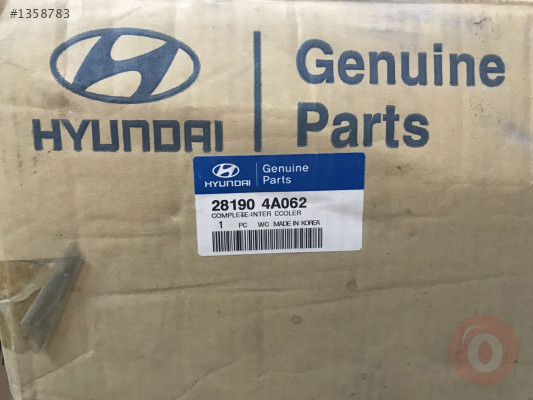 #1358783
HYUNDAI
Genuine
Parts
HYUNDAI
Genuine
Parts
28190 4A062
COMPLETE-INTER COOLER
1 PC WC MADE IN KOREA